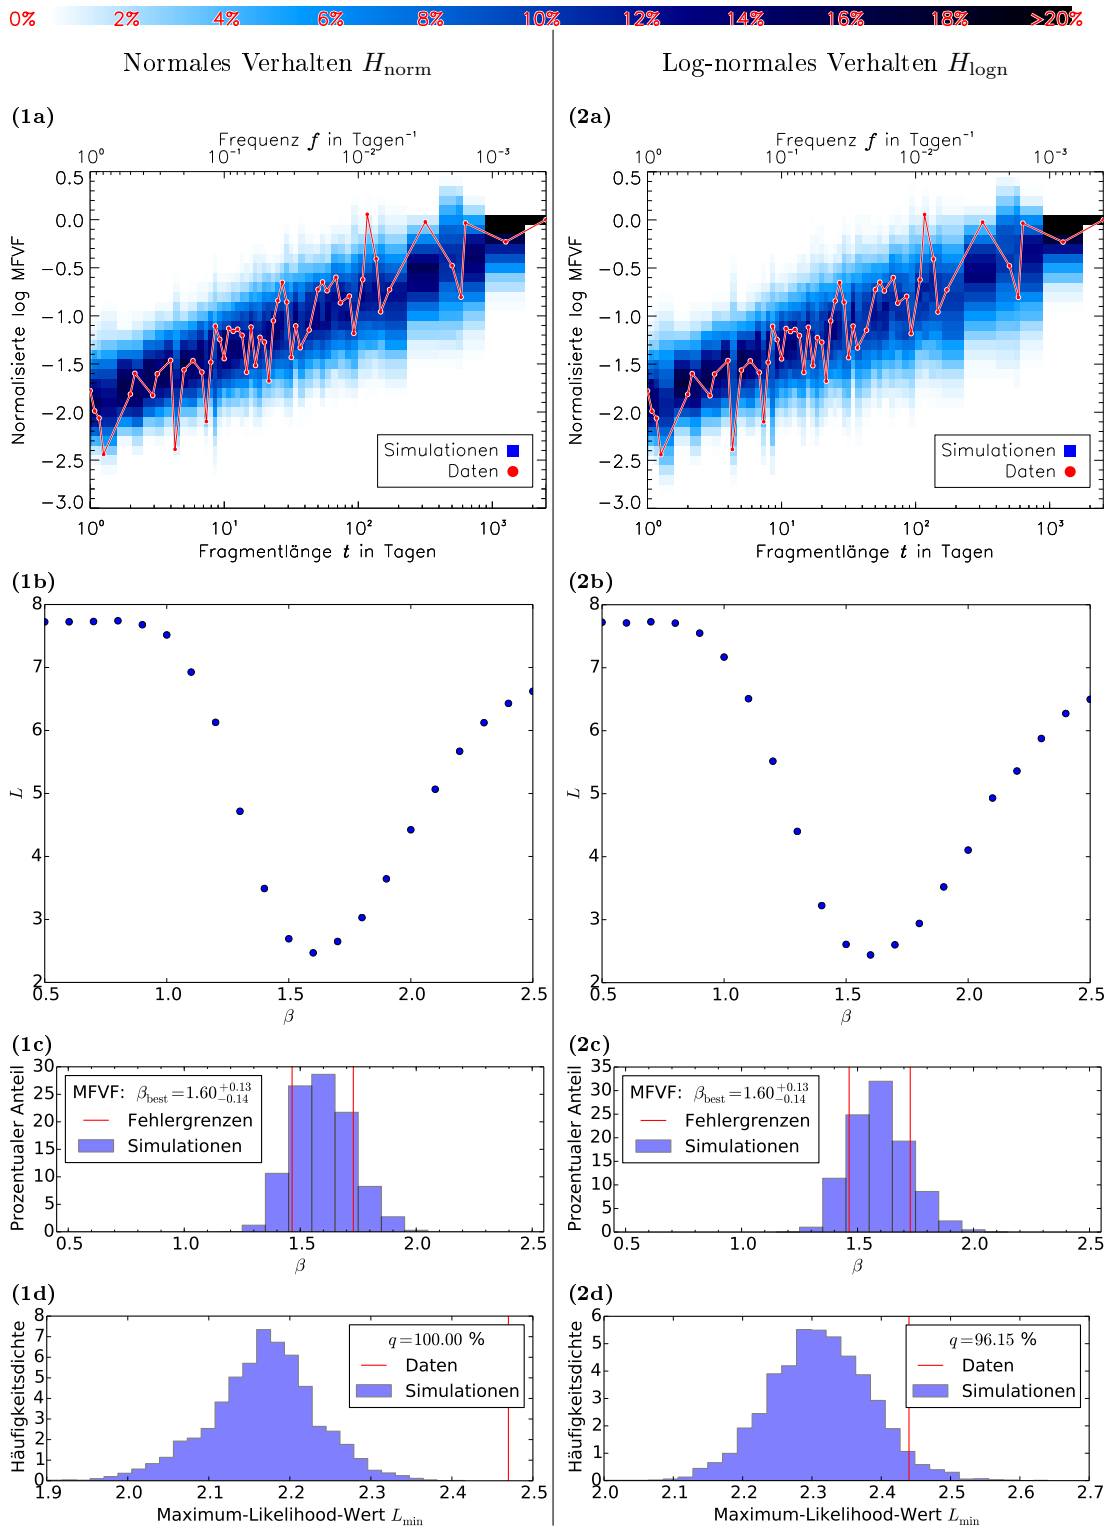 0% 2% 4% 6% 8% 10% 12% 14% 16% 18% >20%
Normales Verhalten H_norm
Log-normales Verhalten H_logn
(1a)
Frequenz f in Tagen⁻¹
10⁰ 10⁻¹ 10⁻² 10⁻³
Normalisierte log MFVF
0.5
0.0
−0.5
−1.0
−1.5
−2.0
−2.5
−3.0
Simulationen
Daten
10⁰ 10¹ 10² 10³
Fragmentlänge t in Tagen
(2a)
Frequenz f in Tagen⁻¹
10⁰ 10⁻¹ 10⁻² 10⁻³
Normalisierte log MFVF
0.5
0.0
−0.5
−1.0
−1.5
−2.0
−2.5
−3.0
Simulationen
Daten
10⁰ 10¹ 10² 10³
Fragmentlänge t in Tagen
(1b)
L
8
7
6
5
4
3
2
0.5 1.0 1.5 2.0 2.5
β
(2b)
L
8
7
6
5
4
3
2
0.5 1.0 1.5 2.0 2.5
β
(1c)
Prozentualer Anteil
30
25
20
15
10
5
0
MFVF: β_best=1.60 +0.13 −0.14
Fehlergrenzen
Simulationen
0.5 1.0 1.5 2.0 2.5
β
(2c)
Prozentualer Anteil
35
30
25
20
15
10
5
0
MFVF: β_best=1.60 +0.13 −0.14
Fehlergrenzen
Simulationen
0.5 1.0 1.5 2.0 2.5
β
(1d)
Häufigkeitsdichte
8
7
6
5
4
3
2
1
0
q=100.00 %
Daten
Simulationen
1.9 2.0 2.1 2.2 2.3 2.4 2.5
Maximum-Likelihood-Wert L_min
(2d)
Häufigkeitsdichte
6
5
4
3
2
1
0
q=96.15 %
Daten
Simulationen
2.0 2.1 2.2 2.3 2.4 2.5 2.6 2.7
Maximum-Likelihood-Wert L_min